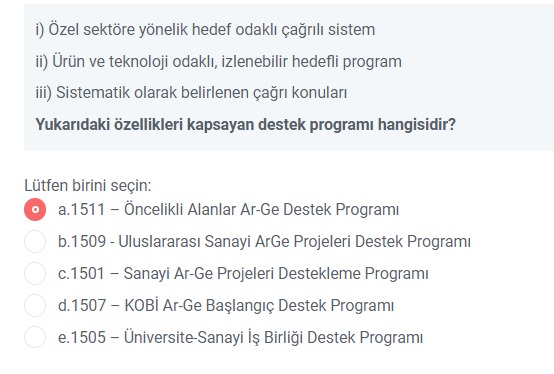 i) Özel sektöre yönelik hedef odaklı çağrılı sistem
ii) Ürün ve teknoloji odaklı, izlenebilir hedefli program
iii) Sistematik olarak belirlenen çağrı konuları
Yukarıdaki özellikleri kapsayan destek programı hangisidir?
Lütfen birini seçin:
a.1511 – Öncelikli Alanlar Ar-Ge Destek Programı
b.1509 - Uluslararası Sanayi ArGe Projeleri Destek Programı
c.1501 – Sanayi Ar-Ge Projeleri Destekleme Programı
d.1507 – KOBİ Ar-Ge Başlangıç Destek Programı
e.1505 – Üniversite-Sanayi İş Birliği Destek Programı